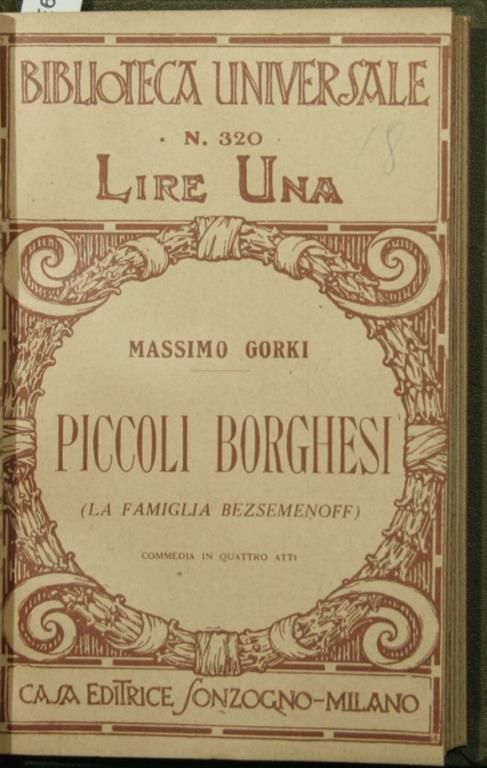 BIBLIOTECA UNIVERSALE
· N. 320 ·
LIRE UNA
18
MASSIMO GORKI
PICCOLI BORGHESI
(LA FAMIGLIA BEZSEMENOFF)
COMMEDIA IN QUATTRO ATTI
CASA EDITRICE SONZOGNO-MILANO